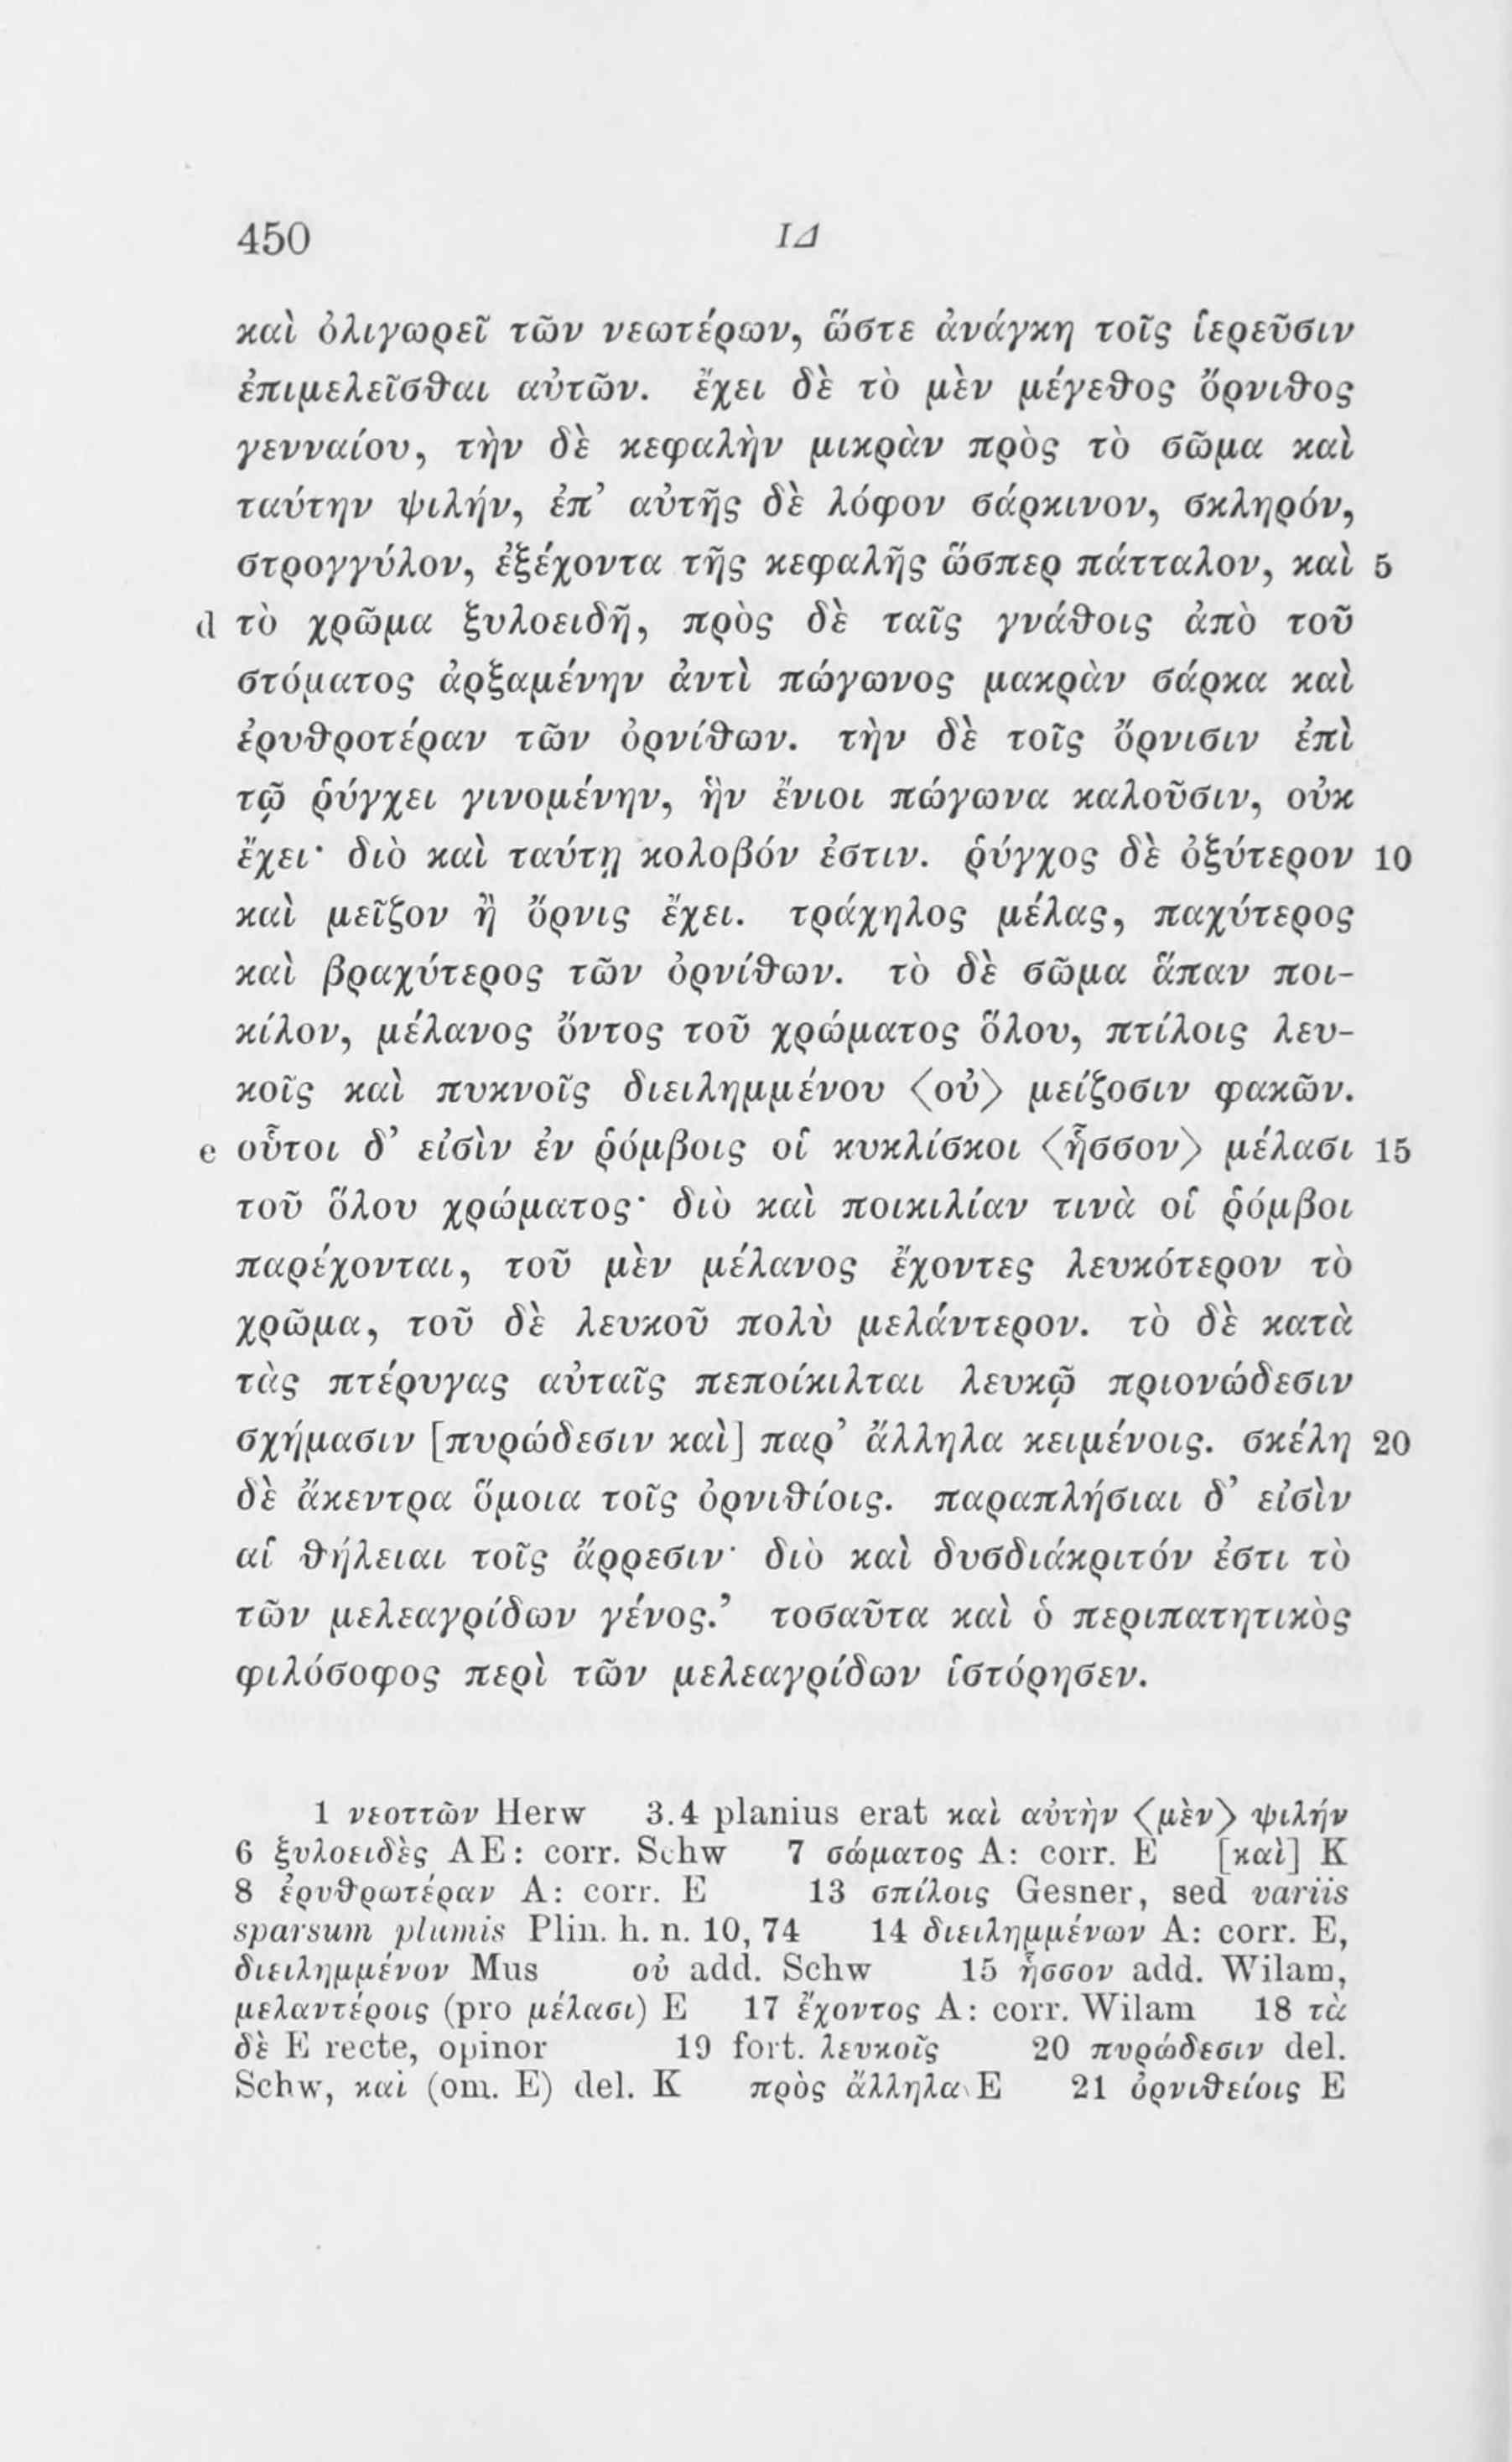 450 ΙΔ
καὶ ὀλιγωρεῖ τῶν νεωτέρων, ὥστε ἀνάγκη τοῖς ἱερεῦσιν
ἐπιμελεῖσθαι αὐτῶν. ἔχει δὲ τὸ μὲν μέγεθος ὄρνιθος
γενναίου, τὴν δὲ κεφαλὴν μικρὰν πρὸς τὸ σῶμα καὶ
ταύτην ψιλήν, ἐπ’ αὐτῆς δὲ λόφον σάρκινον, σκληρόν,
στρογγύλον, ἐξέχοντα τῆς κεφαλῆς ὥσπερ πάτταλον, καὶ 5
d τὸ χρῶμα ξυλοειδῆ, πρὸς δὲ ταῖς γνάθοις ἀπὸ τοῦ
στόματος ἀρξαμένην ἀντὶ πώγωνος μακρὰν σάρκα καὶ
ἐρυθροτέραν τῶν ὀρνίθων. τὴν δὲ τοῖς ὄρνισιν ἐπὶ
τῷ ῥύγχει γινομένην, ἣν ἔνιοι πώγωνα καλοῦσιν, οὐκ
ἔχει· διὸ καὶ ταύτῃ κολοβόν ἐστιν. ῥύγχος δὲ ὀξύτερον 10
καὶ μεῖζον ἢ ὄρνις ἔχει. τράχηλος μέλας, παχύτερος
καὶ βραχύτερος τῶν ὀρνίθων. τὸ δὲ σῶμα ἅπαν ποι-
κίλον, μέλανος ὄντος τοῦ χρώματος ὅλου, πτίλοις λευ-
κοῖς καὶ πυκνοῖς διειλημμένου ⟨οὐ⟩ μείζοσιν φακῶν.
e οὗτοι δ’ εἰσὶν ἐν ῥόμβοις οἱ κυκλίσκοι ⟨ἧσσον⟩ μέλασι 15
τοῦ ὅλου χρώματος· διὸ καὶ ποικιλίαν τινὰ οἱ ῥόμβοι
παρέχονται, τοῦ μὲν μέλανος ἔχοντες λευκότερον τὸ
χρῶμα, τοῦ δὲ λευκοῦ πολὺ μελάντερον. τὸ δὲ κατὰ
τὰς πτέρυγας αὐταῖς πεποίκιλται λευκῷ πριονώδεσιν
σχήμασιν [πυρώδεσιν καὶ] παρ’ ἄλληλα κειμένοις. σκέλη 20
δὲ ἄκεντρα ὅμοια τοῖς ὀρνιθίοις. παραπλήσιαι δ’ εἰσὶν
αἱ θήλειαι τοῖς ἄρρεσιν· διὸ καὶ δυσδιάκριτόν ἐστι τὸ
τῶν μελεαγρίδων γένος.’ τοσαῦτα καὶ ὁ περιπατητικὸς
φιλόσοφος περὶ τῶν μελεαγρίδων ἱστόρησεν.
1 νεοττῶν Herw 3.4 planius erat καὶ αὐτὴν ⟨μὲν⟩ ψιλήν
6 ξυλοειδὲς AE: corr. Schw 7 σώματος A: corr. E [καὶ] K
8 ἐρυθρωτέραν A: corr. E 13 σπίλοις Gesner, sed variis
sparsum plumis Plin. h. n. 10, 74 14 διειλημμένων A: corr. E,
διειλημμένον Mus οὐ add. Schw 15 ἧσσον add. Wilam,
μελαντέροις (pro μέλασι) E 17 ἔχοντος A: corr. Wilam 18 τὰ
δὲ E recte, opinor 19 fort. λευκοῖς 20 πυρώδεσιν del.
Schw, καὶ (om. E) del. K πρὸς ἄλληλα E 21 ὀρνιθείοις E